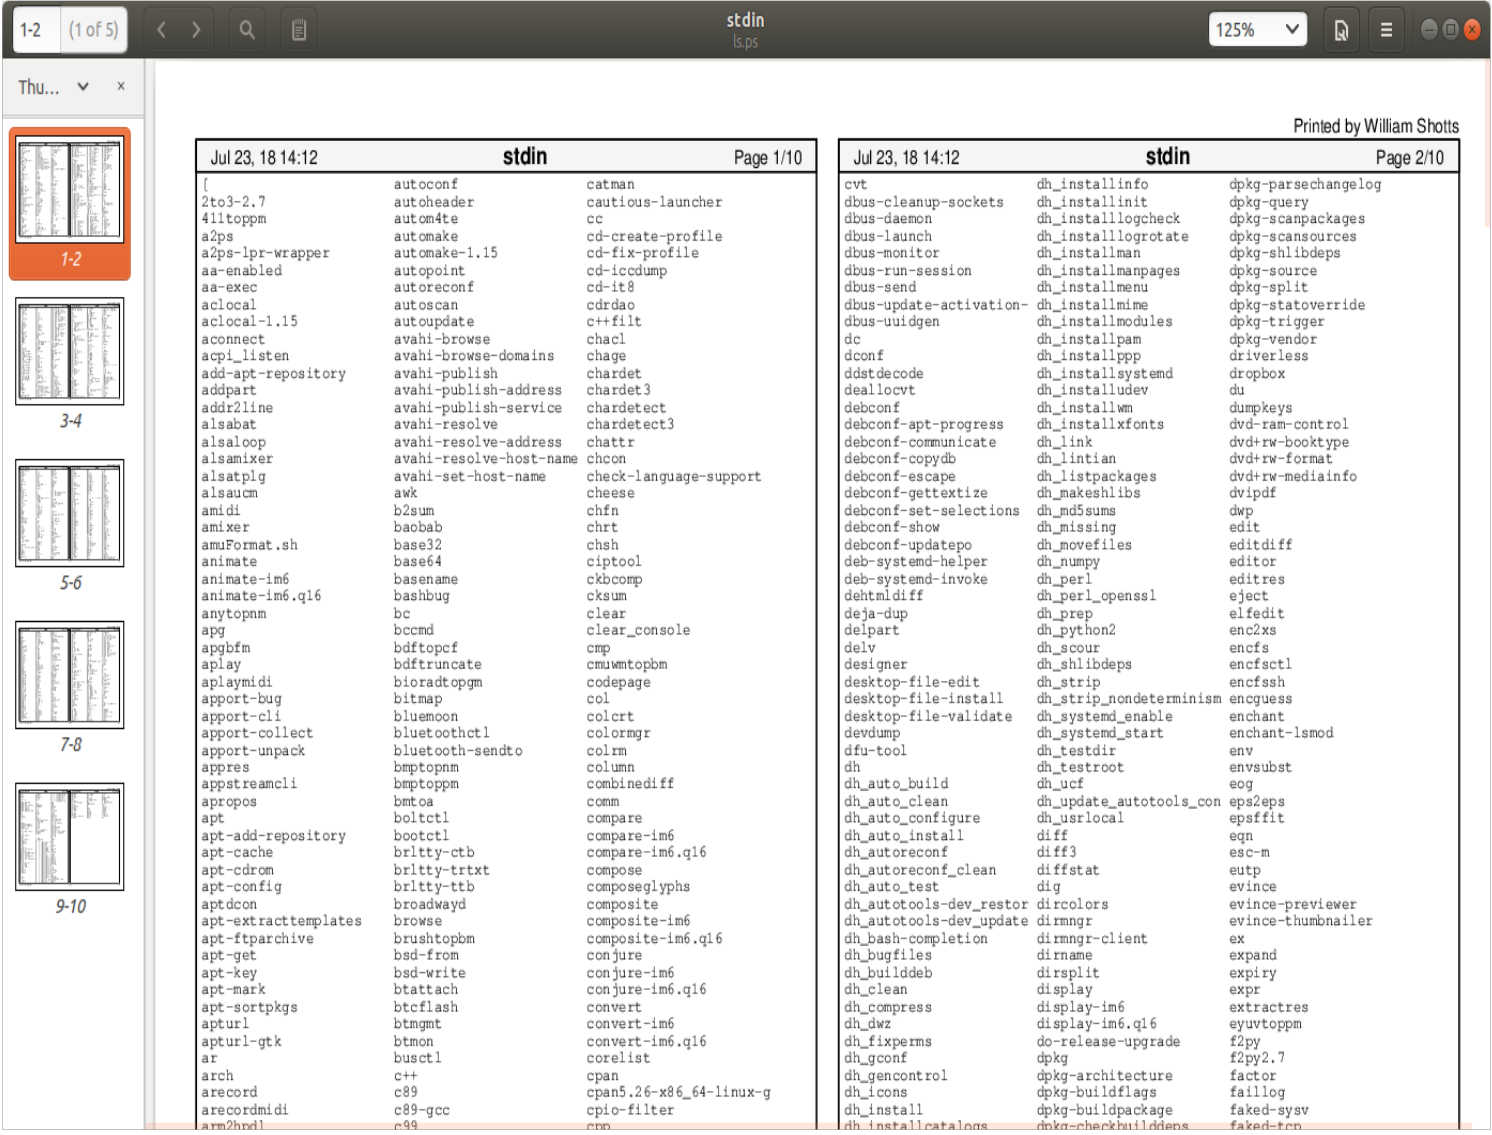 1-2 (1 of 5)
stdin
ls.ps
125%
Thu...
1-2
3-4
5-6
7-8
9-10
Printed by William Shotts
Jul 23, 18 14:12 stdin Page 1/10
[
2to3-2.7
411toppm
a2ps
a2ps-lpr-wrapper
aa-enabled
aa-exec
aclocal
aclocal-1.15
aconnect
acpi_listen
add-apt-repository
addpart
addr2line
alsabat
alsaloop
alsamixer
alsatplg
alsaucm
amidi
amixer
amuFormat.sh
animate
animate-im6
animate-im6.q16
anytopnm
apg
apgbfm
aplay
aplaymidi
apport-bug
apport-cli
apport-collect
apport-unpack
appres
appstreamcli
apropos
apt
apt-add-repository
apt-cache
apt-cdrom
apt-config
aptdcon
apt-extracttemplates
apt-ftparchive
apt-get
apt-key
apt-mark
apt-sortpkgs
apturl
apturl-gtk
ar
arch
arecord
arecordmidi
arm2hpdl
autoconf
autoheader
autom4te
automake
automake-1.15
autopoint
autoreconf
autoscan
autoupdate
avahi-browse
avahi-browse-domains
avahi-publish
avahi-publish-address
avahi-publish-service
avahi-resolve
avahi-resolve-address
avahi-resolve-host-name
avahi-set-host-name
awk
b2sum
baobab
base32
base64
basename
bashbug
bc
bccmd
bdftopcf
bdftruncate
bioradtopgm
bitmap
bluemoon
bluetoothctl
bluetooth-sendto
bmptopnm
bmptoppm
bmtoa
boltctl
bootctl
brltty-ctb
brltty-trtxt
brltty-ttb
broadwayd
browse
brushtopbm
bsd-from
bsd-write
btattach
btcflash
btmgmt
btmon
busctl
c++
c89
c89-gcc
c99
catman
cautious-launcher
cc
cd-create-profile
cd-fix-profile
cd-iccdump
cd-it8
cdrdao
c++filt
chacl
chage
chardet
chardet3
chardetect
chardetect3
chattr
chcon
check-language-support
cheese
chfn
chrt
chsh
ciptool
ckbcomp
cksum
clear
clear_console
cmp
cmuwmtopbm
codepage
col
colcrt
colormgr
colrm
column
combinediff
comm
compare
compare-im6
compare-im6.q16
compose
composeglyphs
composite
composite-im6
composite-im6.q16
conjure
conjure-im6
conjure-im6.q16
convert
convert-im6
convert-im6.q16
corelist
cpan
cpan5.26-x86_64-linux-g
cpio-filter
cpp
Jul 23, 18 14:12 stdin Page 2/10
cvt
dbus-cleanup-sockets
dbus-daemon
dbus-launch
dbus-monitor
dbus-run-session
dbus-send
dbus-update-activation-
dbus-uuidgen
dc
dconf
ddstdecode
deallocvt
debconf
debconf-apt-progress
debconf-communicate
debconf-copydb
debconf-escape
debconf-gettextize
debconf-set-selections
debconf-show
debconf-updatepo
deb-systemd-helper
deb-systemd-invoke
dehtmldiff
deja-dup
delpart
delv
designer
desktop-file-edit
desktop-file-install
desktop-file-validate
devdump
dfu-tool
dh
dh_auto_build
dh_auto_clean
dh_auto_configure
dh_auto_install
dh_autoreconf
dh_autoreconf_clean
dh_auto_test
dh_autotools-dev_restor
dh_autotools-dev_update
dh_bash-completion
dh_bugfiles
dh_builddeb
dh_clean
dh_compress
dh_dwz
dh_fixperms
dh_gconf
dh_gencontrol
dh_icons
dh_install
dh_installcatalogs
dh_installinfo
dh_installinit
dh_installlogcheck
dh_installlogrotate
dh_installman
dh_installmanpages
dh_installmenu
dh_installmime
dh_installmodules
dh_installpam
dh_installppp
dh_installsystemd
dh_installudev
dh_installwm
dh_installxfonts
dh_link
dh_lintian
dh_listpackages
dh_makeshlibs
dh_md5sums
dh_missing
dh_movefiles
dh_numpy
dh_perl
dh_perl_openssl
dh_prep
dh_python2
dh_scour
dh_shlibdeps
dh_strip
dh_strip_nondeterminism
dh_systemd_enable
dh_systemd_start
dh_testdir
dh_testroot
dh_ucf
dh_update_autotools_con
dh_usrlocal
diff
diff3
diffstat
dig
dircolors
dirmngr
dirmngr-client
dirname
dirsplit
display
display-im6
display-im6.q16
do-release-upgrade
dpkg
dpkg-architecture
dpkg-buildflags
dpkg-buildpackage
dpkg-checkbuilddeps
dpkg-parsechangelog
dpkg-query
dpkg-scanpackages
dpkg-scansources
dpkg-shlibdeps
dpkg-source
dpkg-split
dpkg-statoverride
dpkg-trigger
dpkg-vendor
driverless
dropbox
du
dumpkeys
dvd-ram-control
dvd+rw-booktype
dvd+rw-format
dvd+rw-mediainfo
dvipdf
dwp
edit
editdiff
editor
editres
eject
elfedit
enc2xs
encfs
encfsctl
encfssh
encguess
enchant
enchant-lsmod
env
envsubst
eog
eps2eps
epsffit
eqn
esc-m
eutp
evince
evince-previewer
evince-thumbnailer
ex
expand
expiry
expr
extractres
eyuvtoppm
f2py
f2py2.7
factor
faillog
faked-sysv
faked-tcp